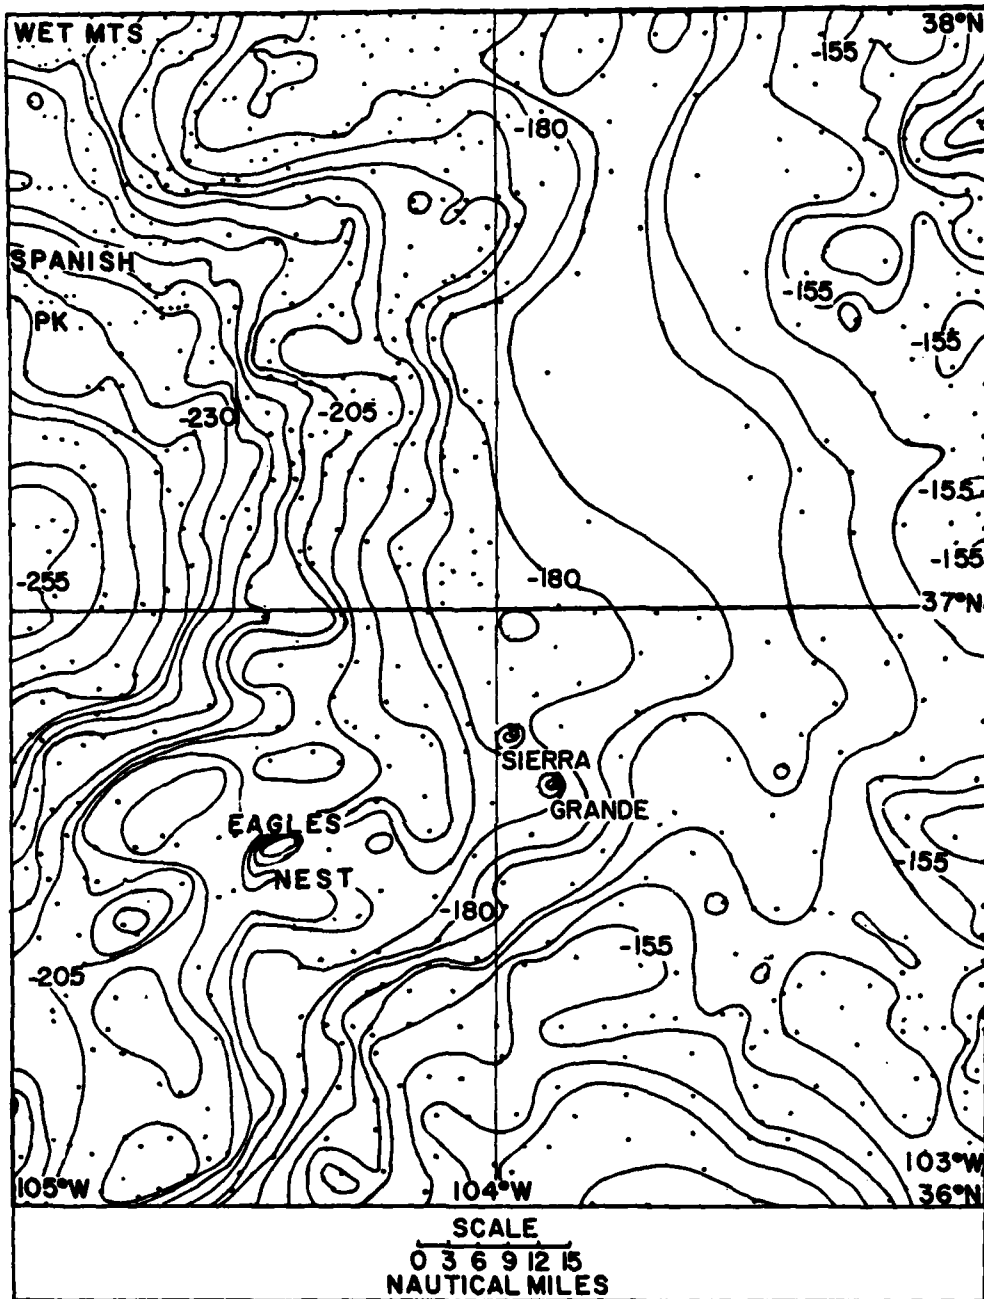 WET MTS
38°N
-155
-180
SPANISH
-155
PK
-155
-230
-205
-155
-155
-180
-255
37°N
SIERRA
GRANDE
EAGLES
-155
NEST
-180
-155
-205
103°W
105°W
104°W
36°N
SCALE
0 3 6 9 12 15
NAUTICAL MILES